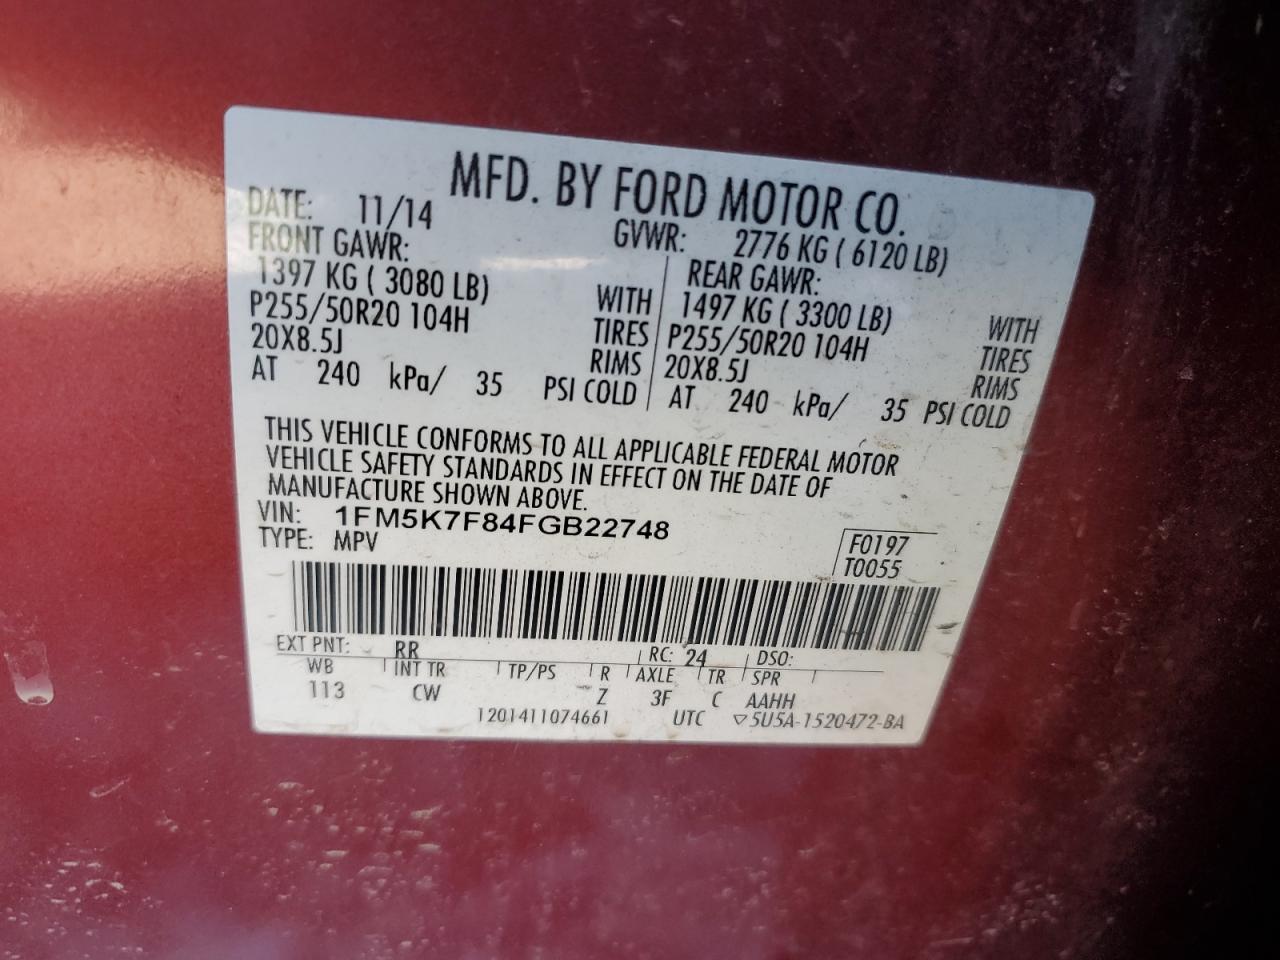 MFD. BY FORD MOTOR CO.
DATE: 11/14 GVWR: 2776 KG ( 6120 LB)
FRONT GAWR: REAR GAWR:
1397 KG ( 3080 LB) WITH 1497 KG ( 3300 LB) WITH
P255/50R20 104H TIRES P255/50R20 104H TIRES
20X8.5J RIMS 20X8.5J RIMS
AT 240 kPa/ 35 PSI COLD AT 240 kPa/ 35 PSI COLD
THIS VEHICLE CONFORMS TO ALL APPLICABLE FEDERAL MOTOR
VEHICLE SAFETY STANDARDS IN EFFECT ON THE DATE OF
MANUFACTURE SHOWN ABOVE.
VIN: 1FM5K7F84FGB22748
TYPE: MPV
F0197
T0055
EXT PNT: RR RC: 24 DSO:
WB INT TR TP/PS R AXLE TR SPR
113 CW Z 3F C AAHH
1201411074661 UTC ▽5U5A-1520472-BA